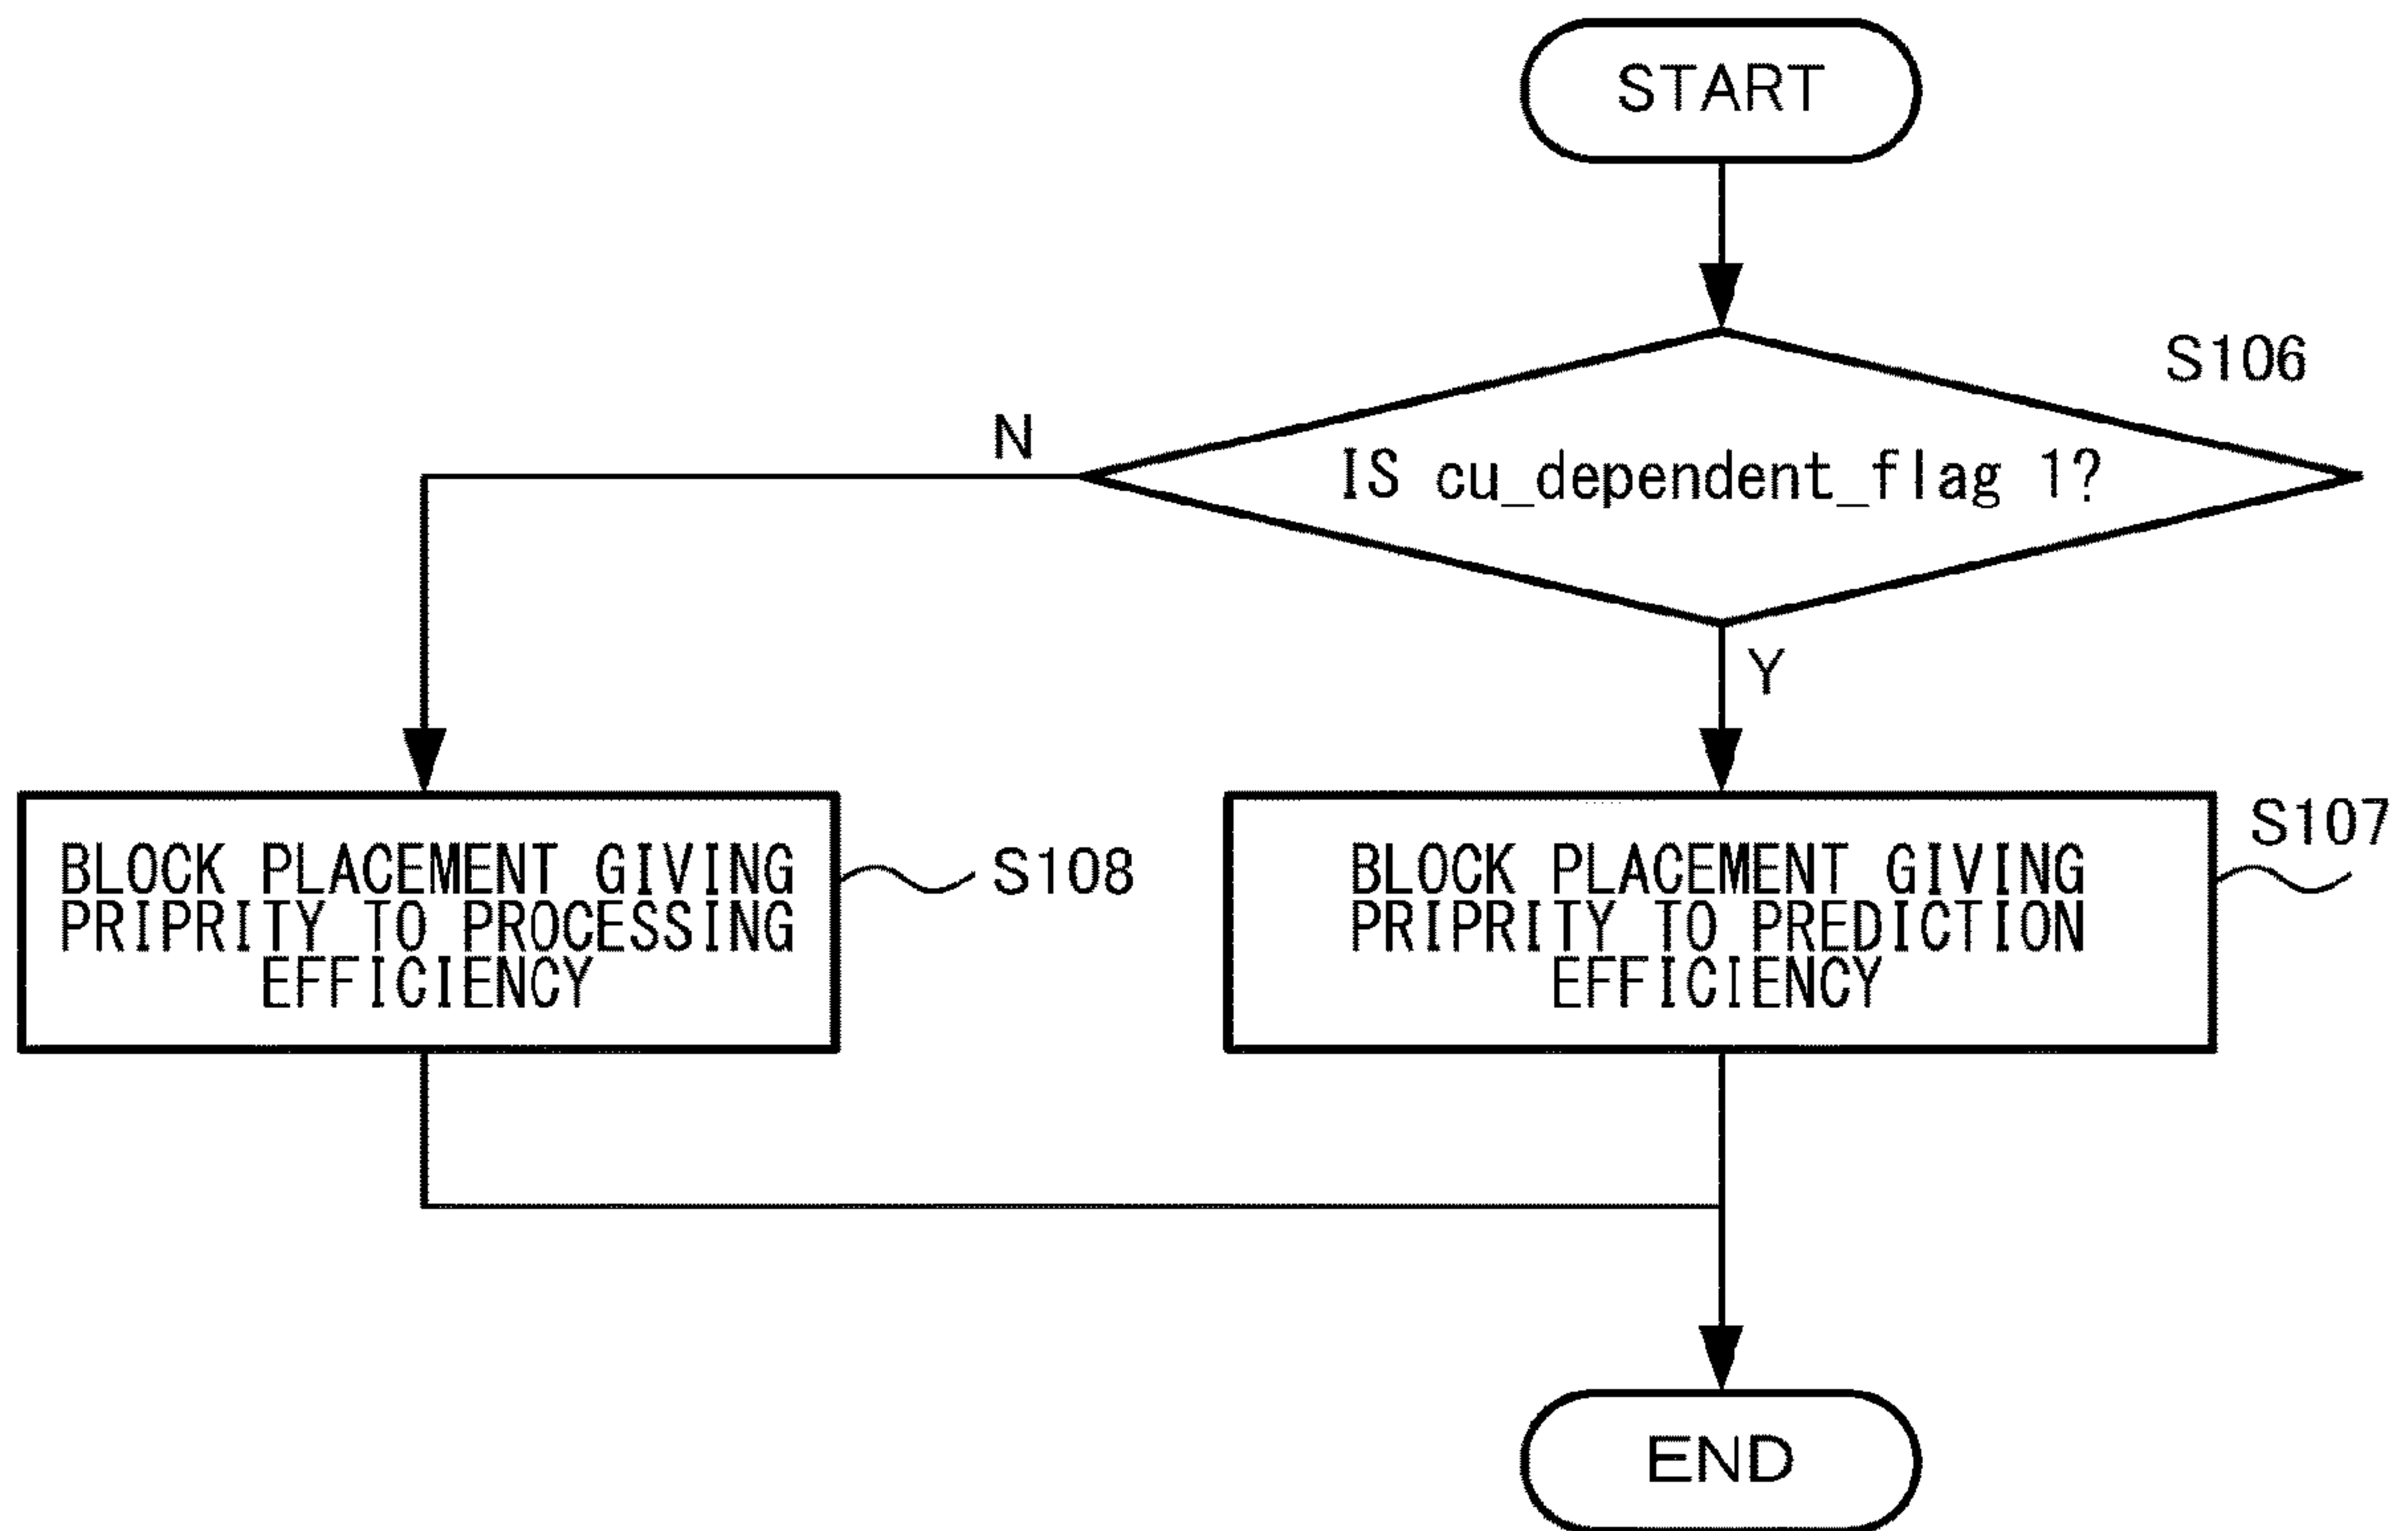 START
S106
N
IS cu_dependent_flag 1?
Y
BLOCK PLACEMENT GIVING
PRIPRITY TO PROCESSING
EFFICIENCY
S108
BLOCK PLACEMENT GIVING
PRIPRITY TO PREDICTION
EFFICIENCY
S107
END